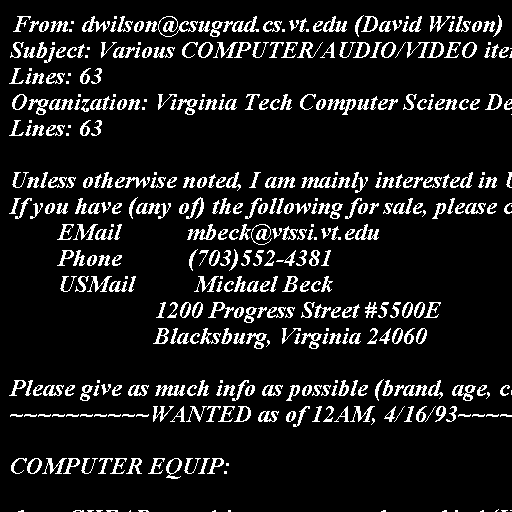 From: dwilson@csugrad.cs.vt.edu (David Wilson)
Subject: Various COMPUTER/AUDIO/VIDEO
Lines: 63
Organization: Virginia Tech Computer Science
Lines: 63
Unless otherwise noted, I am mainly interested in
If you have (any of) the following for sale, please
EMail mbeck@vtssi.vt.edu
Phone (703)552-4381
USMail Michael Beck
1200 Progress Street #5500E
Blacksburg, Virginia 24060
Please give as much info as possible (brand, age,
~~~~~~~~~~WANTED as of 12AM, 4/16/93~~~~
COMPUTER EQUIP: